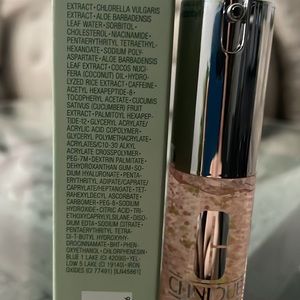 EXTRACT • CHLORELLA VULGARIS
EXTRACT • ALOE BARBADENSIS
LEAF WATER • SORBITOL•
CHOLESTEROL • NIACINAMIDE •
PENTAERYTHRITYL TETRAETHYL
HEXANOATE • SODIUM POLY-
ASPARTATE • ALOE BARBADENSIS
LEAF EXTRACT • COCOS NUCI-
FERA (COCONUT) OIL • HYDRO-
LYZED RICE EXTRACT • CAFFEINE•
ACETYL HEXAPEPTIDE-8 •
TOCOPHERYL ACETATE • CUCUMIS
SATIVUS (CUCUMBER) FRUIT
EXTRACT • PALMITOYL HEXAPEP-
TIDE-12 • GLYCERYL ACRYLATE/
ACRYLIC ACID COPOLYMER•
GLYCERYL POLYMETHACRYLATE •
ACRYLATES/C10-30 ALKYL
ACRYLATE CROSSPOLYMER•
PEG-7M • DEXTRIN PALMITATE •
DEHYDROXANTHAN GUM • SO-
DIUM HYALURONATE • PENTA-
ERYTHRITYL ADIPATE/CAPRATE/
CAPRYLATE/HEPTANOATE •
TETRAPEPTIDE
CARBOMER • PEG-8 • SODIUM
HYDROXIDE • CITRIC ACID • TRI-
ETHOXYCAPRYLYLSILANE • DISO-
DIUM EDTA • SODIUM CITRATE •
PENTAERYTHRITYL TETRA-
DI-T-BUTYL HYDROXYHY-
DROCINNAMATE • BHT • PHEN-
OXYETHANOL • CHLORPHENESIN
BLUE 1 (CI 42090) • YEL-
LOW 5 LAKE (CI 19140) • IRON
OXIDES (CI 77491) [ILN45861]
CLINIQUE